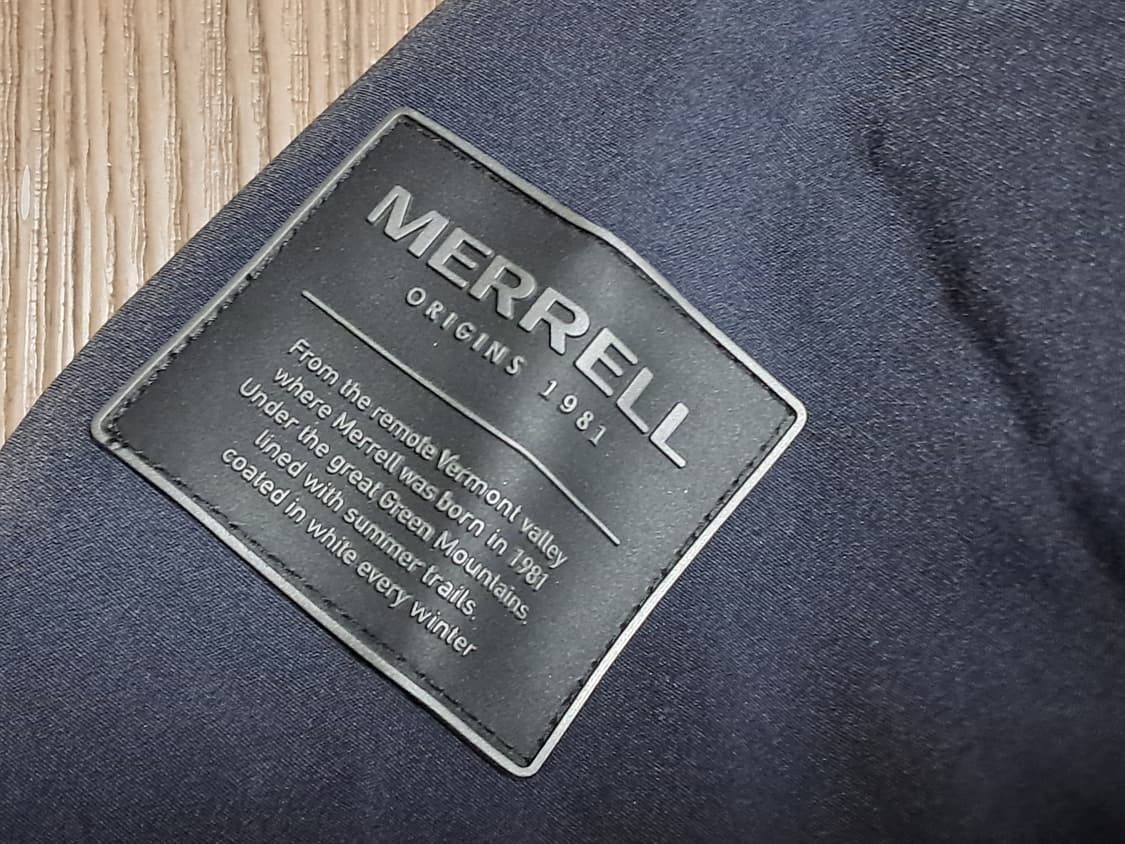 MERRELL
ORIGINS 1981
From the remote Vermont valley
where Merrell was born in 1981
Under the great Green Mountains,
lined with summer trails.
coated in white every winter